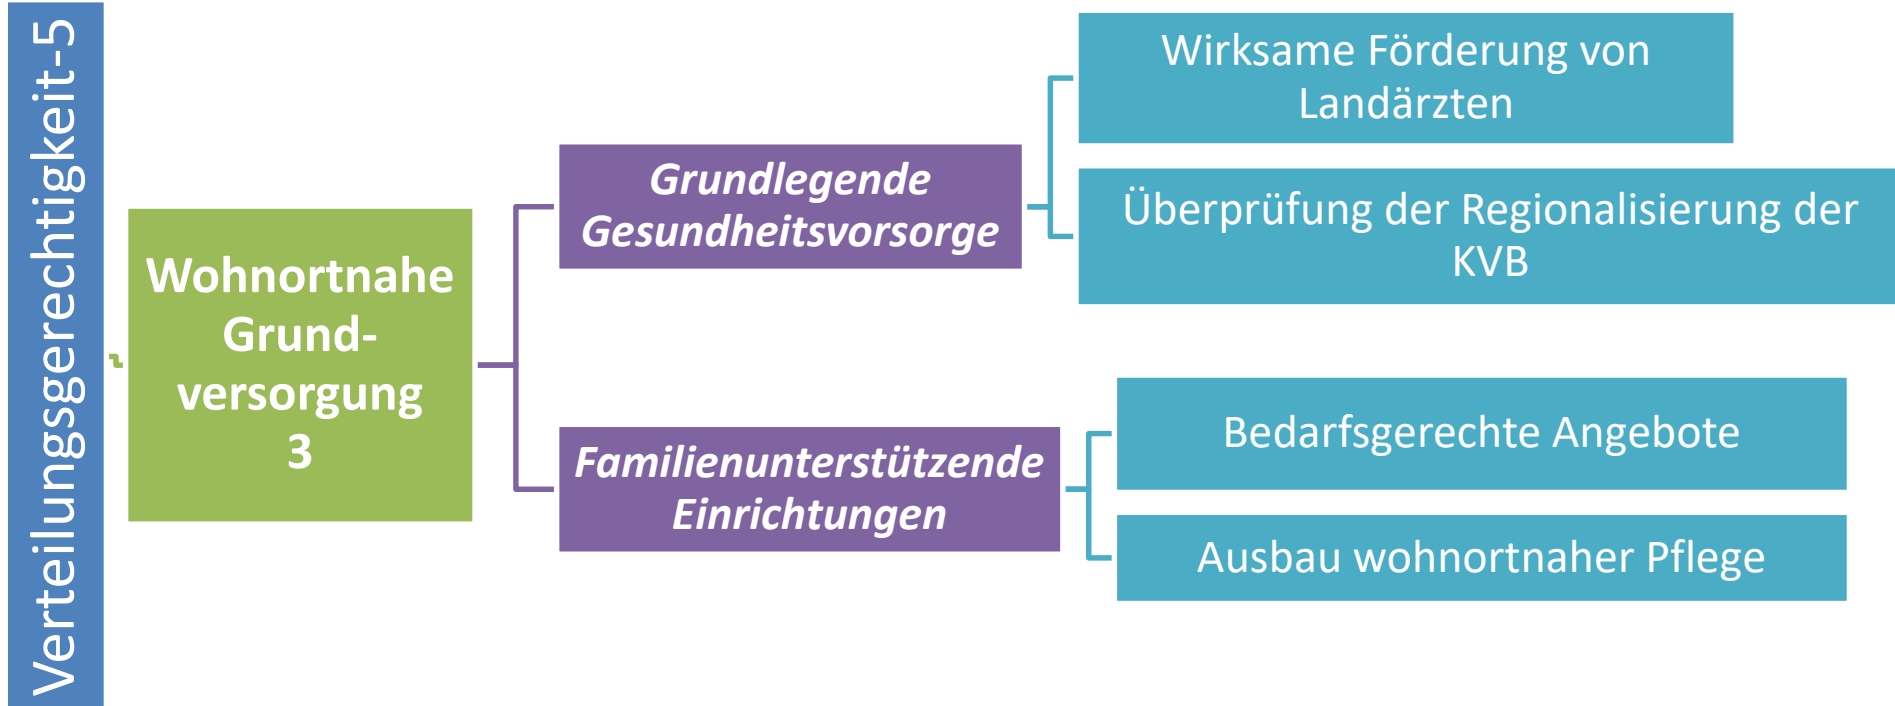 Verteilungsgerechtigkeit-5
Wohnortnahe
Grund-
versorgung
3
Grundlegende
Gesundheitsvorsorge
Wirksame Förderung von
Landärzten
Überprüfung der Regionalisierung der
KVB
Familienunterstützende
Einrichtungen
Bedarfsgerechte Angebote
Ausbau wohnortnaher Pflege